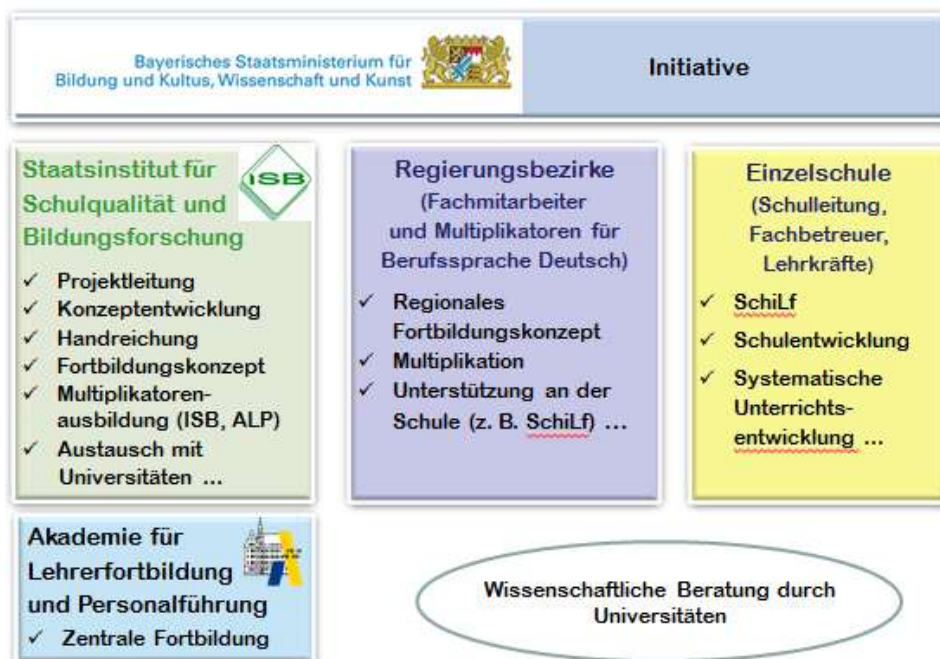 Bayerisches Staatsministerium für
Bildung und Kultus, Wissenschaft und Kunst
Initiative
Staatsinstitut für
Schulqualität und
Bildungsforschung
ISB
✓ Projektleitung
✓ Konzeptentwicklung
✓ Handreichung
✓ Fortbildungskonzept
✓ Multiplikatoren-
ausbildung (ISB, ALP)
✓ Austausch mit
Universitäten ...
Regierungsbezirke
(Fachmitarbeiter
und Multiplikatoren für
Berufssprache Deutsch)
✓ Regionales
Fortbildungskonzept
✓ Multiplikation
✓ Unterstützung an der
Schule (z. B. SchiLf) ...
Einzelschule
(Schulleitung,
Fachbetreuer,
Lehrkräfte)
✓ SchiLf
✓ Schulentwicklung
✓ Systematische
Unterrichts-
entwicklung ...
Akademie für
Lehrerfortbildung
und Personalführung
✓ Zentrale Fortbildung
Wissenschaftliche Beratung durch
Universitäten